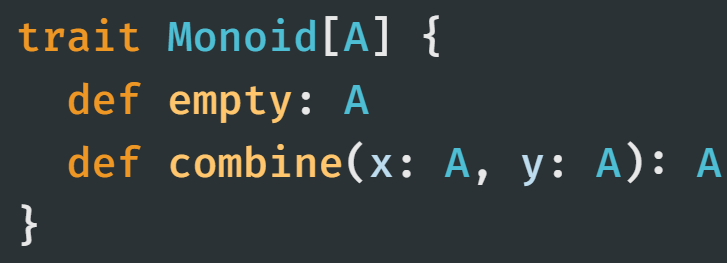 trait Monoid[A] {
  def empty: A
  def combine(x: A, y: A): A
}